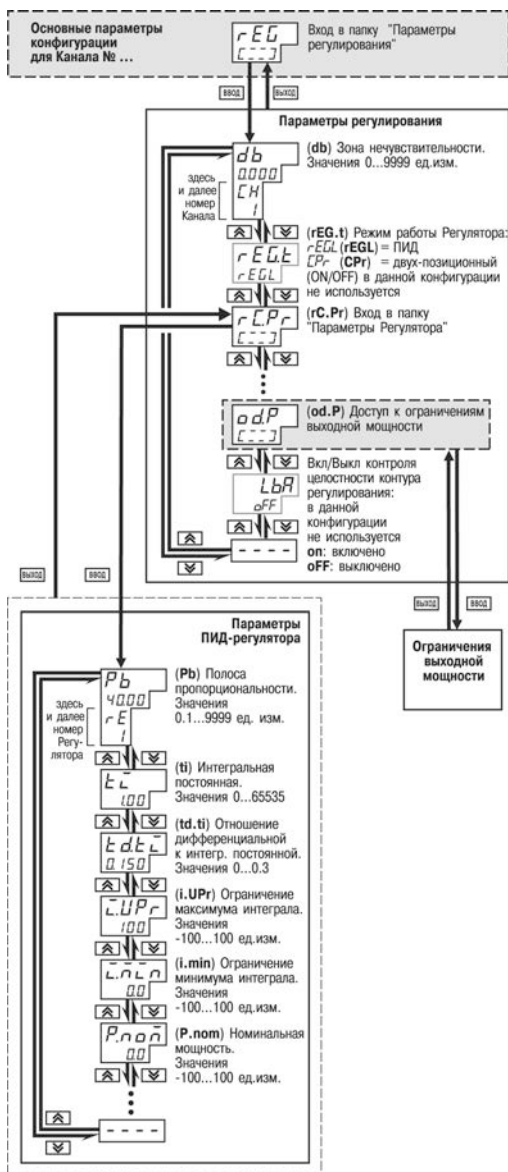 Основные параметры
конфигурации
для Канала № ...
rEG
Вход в папку "Параметры
регулирования"
ВВОД
ВЫХОД
Параметры регулирования
db
0.000
CH
1
(db) Зона нечувствительности.
Значения 0...9999 ед.изм.
здесь
и далее
номер
Канала
rEG.t
rEGL
(rEG.t) Режим работы Регулятора:
rEGL (rEGL) = ПИД
CPr (CPr) = двух-позиционный
(ON/OFF) в данной конфигурации
не используется
rC.Pr
(rC.Pr) Вход в папку
"Параметры Регулятора"
od.P
(od.P) Доступ к ограничениям
выходной мощности
LbA
oFF
Вкл/Выкл контроля
целостности контура
регулирования:
в данной
конфигурации
не используется
on: включено
oFF: выключено
- - - -
ВЫХОД
ВВОД
ВЫХОД
ВВОД
Ограничения
выходной
мощности
Параметры
ПИД-регулятора
Pb
40.00
rE
1
(Pb) Полоса
пропорциональности.
Значения
0.1...9999 ед. изм.
здесь
и далее
номер
Регу-
лятора
ti
1.00
(ti) Интегральная
постоянная.
Значения 0...65535
td.ti
0.150
(td.ti) Отношение
дифференциальной
к интегр. постоянной.
Значения 0...0.3
i.UPr
100
(i.UPr) Ограничение
максимума интеграла.
Значения
-100...100 ед.изм.
i.min
0.0
(i.min) Ограничение
минимума интеграла.
Значения
-100...100 ед.изм.
P.nom
0.0
(P.nom) Номинальная
мощность.
Значения
-100...100 ед.изм.
- - - -